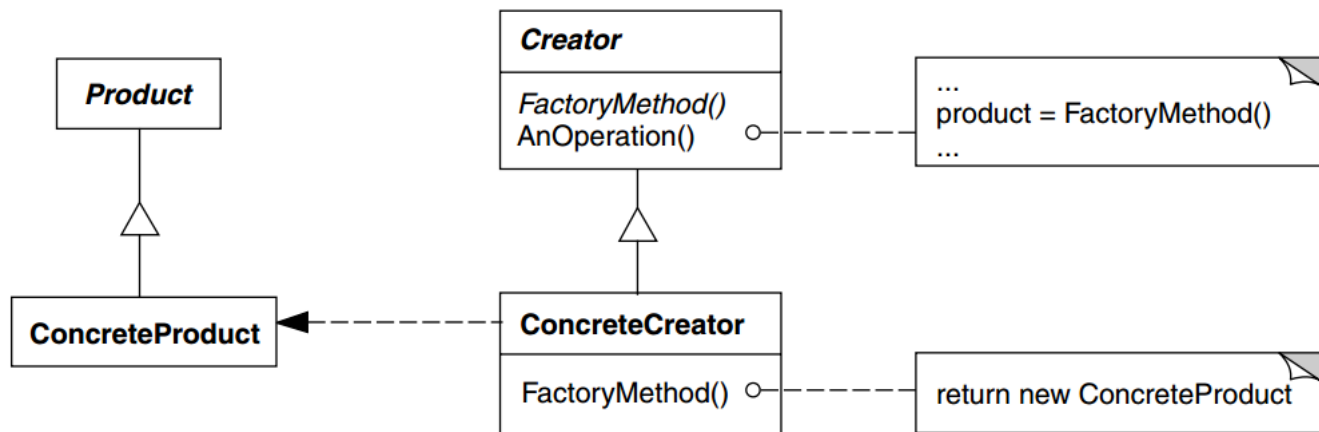 Product
ConcreteProduct
Creator
FactoryMethod()
AnOperation()
...
product = FactoryMethod()
...
ConcreteCreator
FactoryMethod()
return new ConcreteProduct